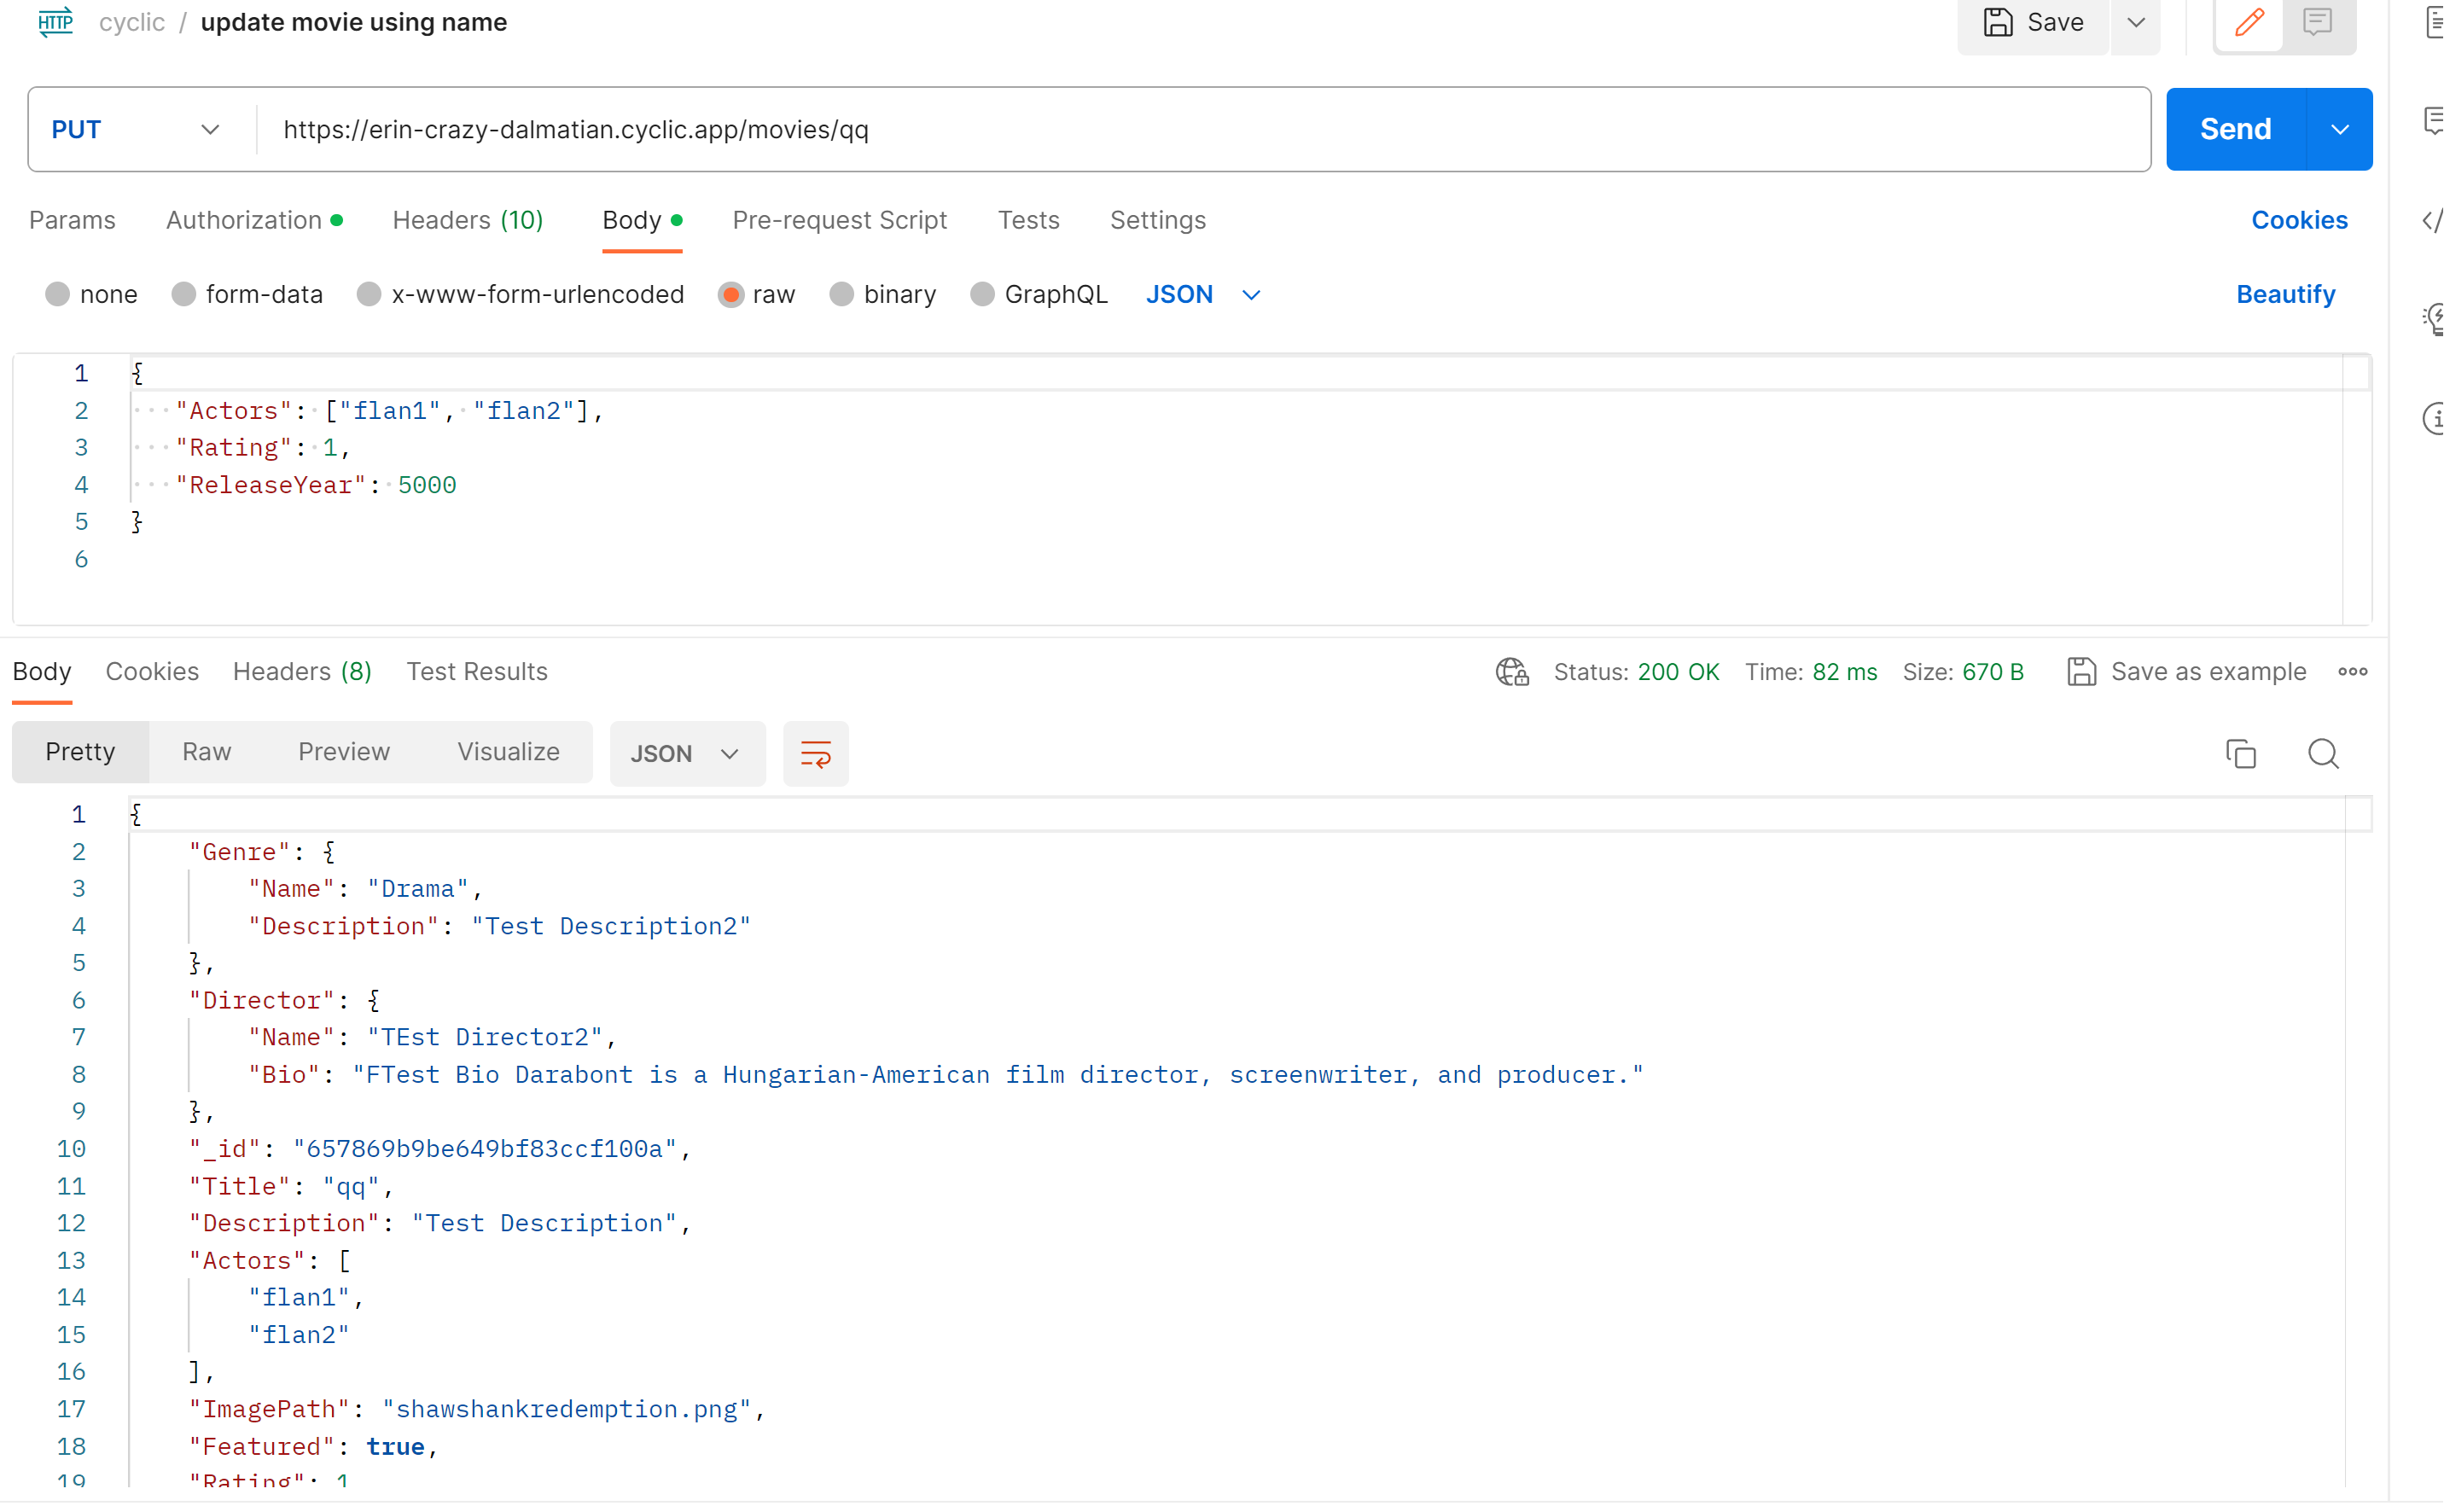 HTTP cyclic / update movie using name Save
PUT https://erin-crazy-dalmatian.cyclic.app/movies/qq Send
Params Authorization Headers (10) Body Pre-request Script Tests Settings Cookies
none form-data x-www-form-urlencoded raw binary GraphQL JSON Beautify
1 {
2 "Actors": ["flan1", "flan2"],
3 "Rating": 1,
4 "ReleaseYear": 5000
5 }
6
Body Cookies Headers (8) Test Results Status: 200 OK Time: 82 ms Size: 670 B Save as example
Pretty Raw Preview Visualize JSON
1 {
2 "Genre": {
3 "Name": "Drama",
4 "Description": "Test Description2"
5 },
6 "Director": {
7 "Name": "TEst Director2",
8 "Bio": "FTest Bio Darabont is a Hungarian-American film director, screenwriter, and producer."
9 },
10 "_id": "657869b9be649bf83ccf100a",
11 "Title": "qq",
12 "Description": "Test Description",
13 "Actors": [
14 "flan1",
15 "flan2"
16 ],
17 "ImagePath": "shawshankredemption.png",
18 "Featured": true,
19 "Rating": 1